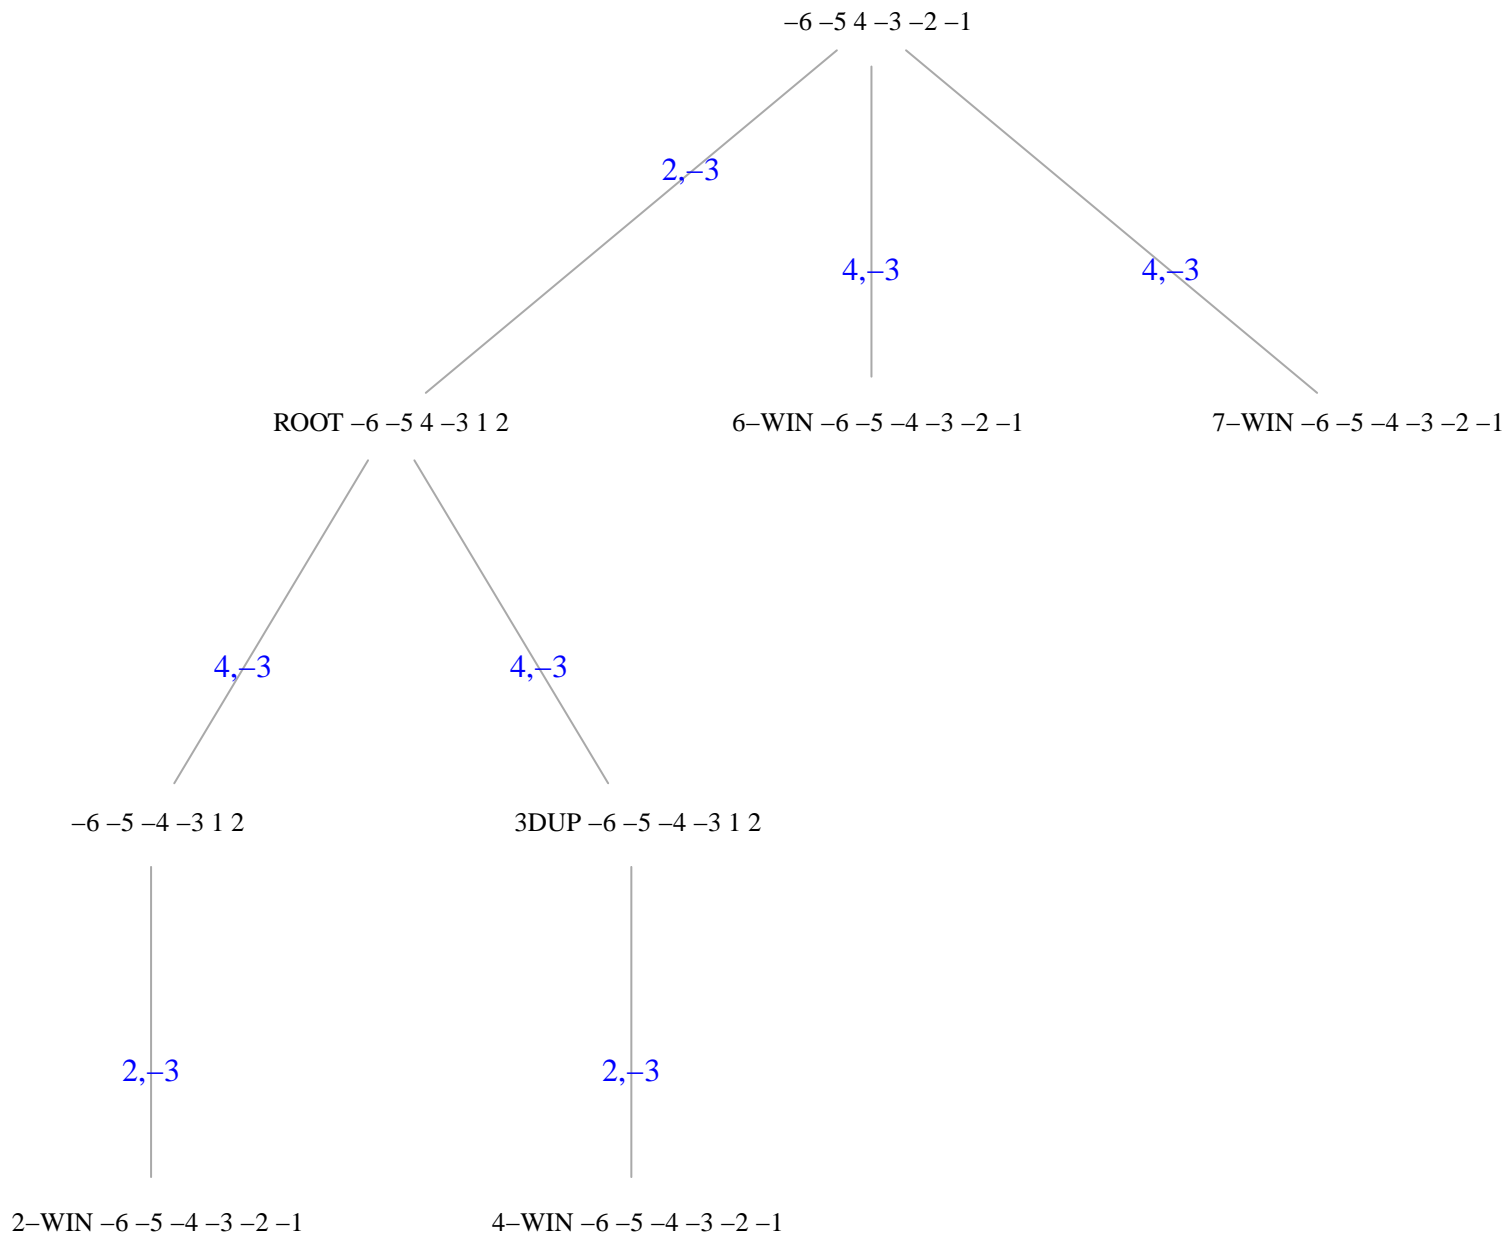 –6 –5 4 –3 –2 –1
2,–3
4,–3
4,–3
ROOT –6 –5 4 –3 1 2
6–WIN –6 –5 –4 –3 –2 –1
7–WIN –6 –5 –4 –3 –2 –1
4,–3
4,–3
–6 –5 –4 –3 1 2
3DUP –6 –5 –4 –3 1 2
2,–3
2,–3
2–WIN –6 –5 –4 –3 –2 –1
4–WIN –6 –5 –4 –3 –2 –1